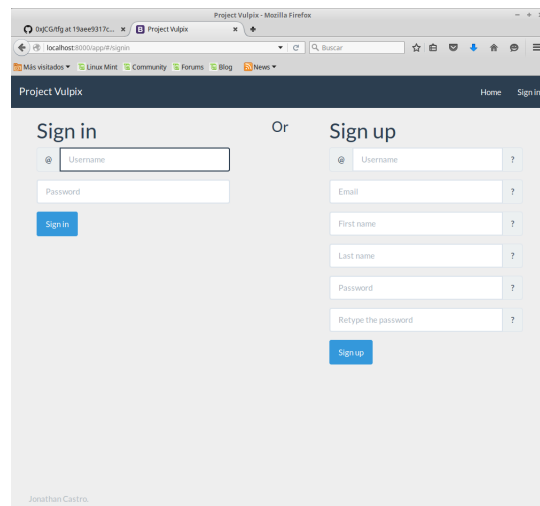 Project Vulpix - Mozilla Firefox
0xJCG/tfg at 19aee9317c... × Project Vulpix ×
localhost:8000/app/#/signin Buscar
Más visitados Linux Mint Community Forums Blog News
Project Vulpix Home Sign in
Sign in Or Sign up
@ Username @ Username ?
Password Email ?
Sign in First name ?
Last name ?
Password ?
Retype the password ?
Sign up
Jonathan Castro.